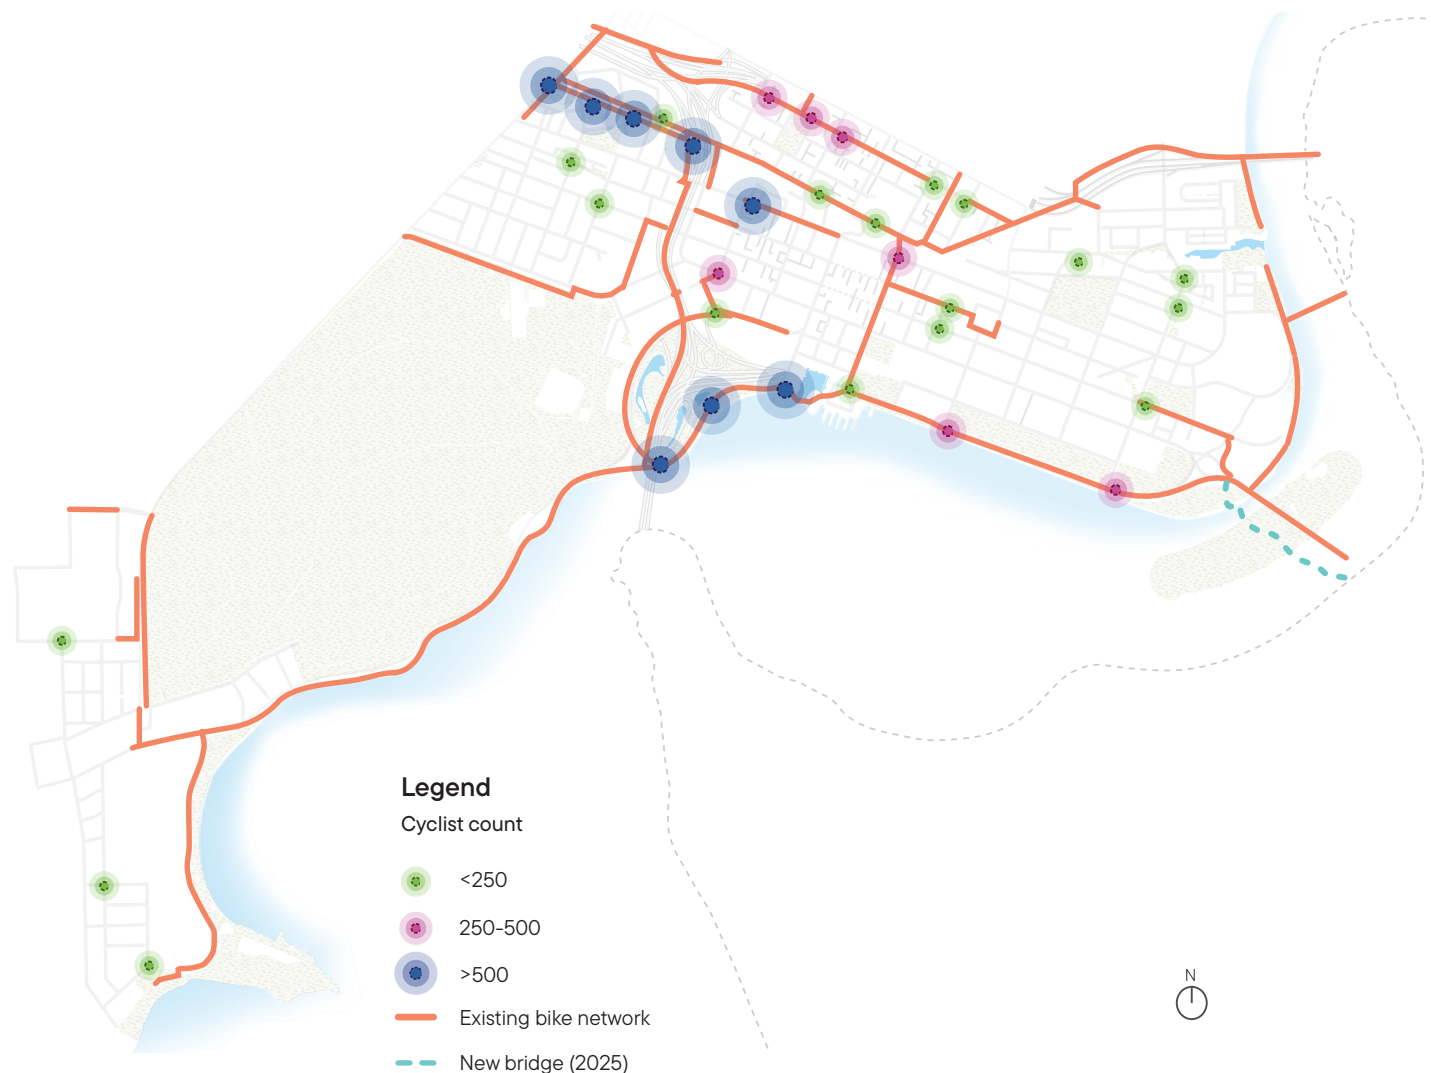 Legend
Cyclist count
<250
250-500
>500
Existing bike network
New bridge (2025)
N